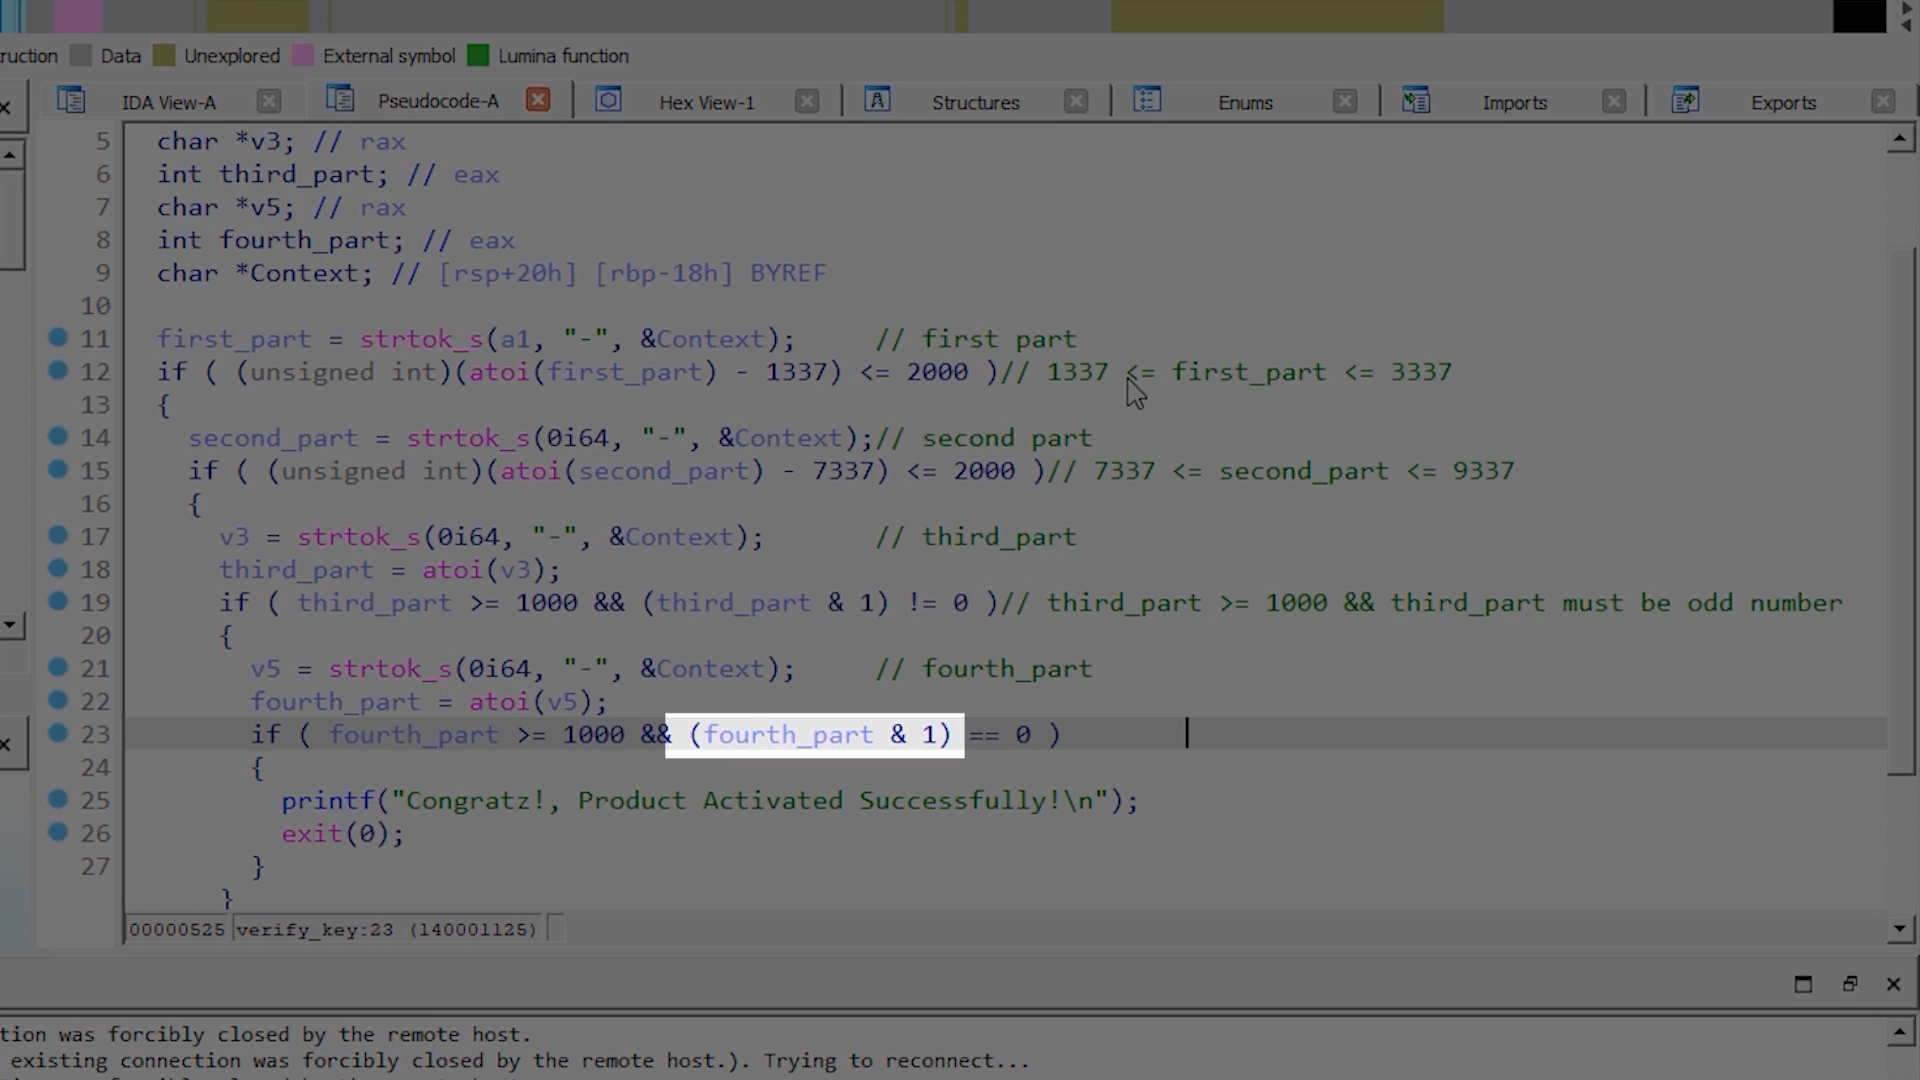 ruction Data Unexplored External symbol Lumina function
IDA View-A Pseudocode-A Hex View-1 Structures Enums Imports Exports
5 char *v3; // rax
6 int third_part; // eax
7 char *v5; // rax
8 int fourth_part; // eax
9 char *Context; // [rsp+20h] [rbp-18h] BYREF
10
11 first_part = strtok_s(a1, "-", &Context); // first part
12 if ( (unsigned int)(atoi(first_part) - 1337) <= 2000 )// 1337 <= first_part <= 3337
13 {
14 second_part = strtok_s(0i64, "-", &Context);// second part
15 if ( (unsigned int)(atoi(second_part) - 7337) <= 2000 )// 7337 <= second_part <= 9337
16 {
17 v3 = strtok_s(0i64, "-", &Context); // third_part
18 third_part = atoi(v3);
19 if ( third_part >= 1000 && (third_part & 1) != 0 )// third_part >= 1000 && third_part must be odd number
20 {
21 v5 = strtok_s(0i64, "-", &Context); // fourth_part
22 fourth_part = atoi(v5);
23 if ( fourth_part >= 1000 && (fourth_part & 1) == 0 )
24 {
25 printf("Congratz!, Product Activated Successfully!\n");
26 exit(0);
27 }
}
00000525 verify_key:23 (140001125)
tion was forcibly closed by the remote host.
existing connection was forcibly closed by the remote host.). Trying to reconnect...